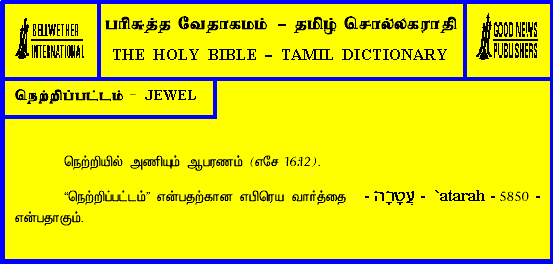 BELLWETHER
INTERNATIONAL
பரிசுத்த வேதாகமம் – தமிழ் சொல்லகராதி
THE HOLY BIBLE – TAMIL DICTIONARY
GOOD NEWS
PUBLISHERS
நெற்றிப்பட்டம் - JEWEL
நெற்றியில் அணியும் ஆபரணம் (எசே 16:12).
“நெற்றிப்பட்டம்” என்பதற்கான எபிரெய வார்த்தை - עֲטָרָה - `atarah - 5850 -
என்பதாகும்.